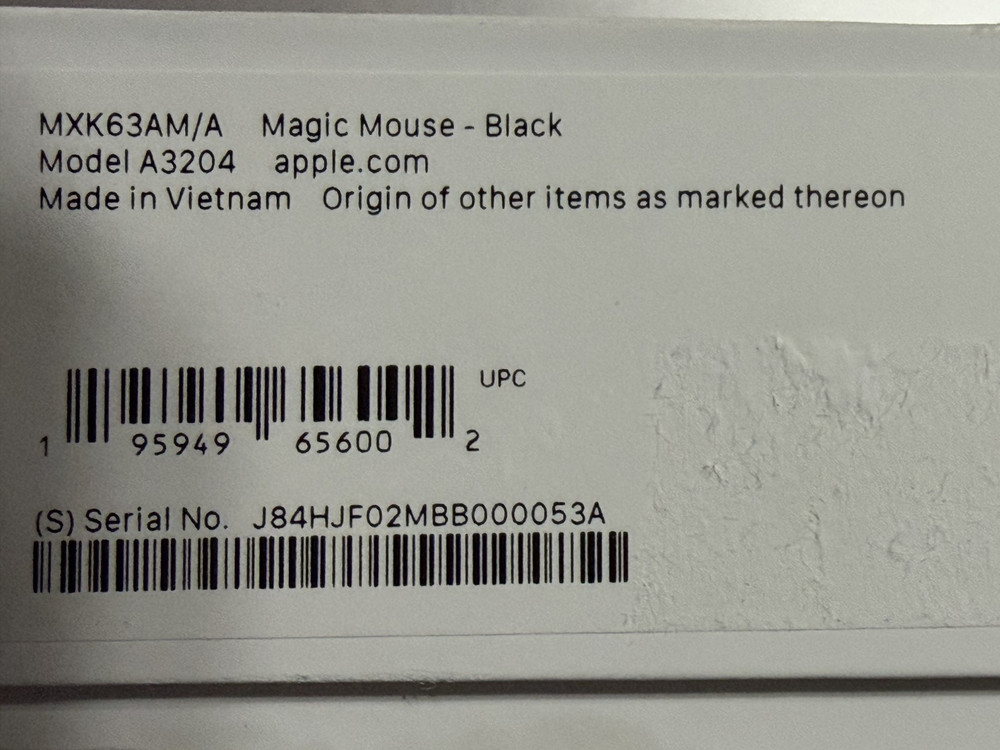 MXK63AM/A Magic Mouse - Black
Model A3204 apple.com
Made in Vietnam Origin of other items as marked thereon
UPC
1 95949 65600 2
(S) Serial No. J84HJF02MBB000053A